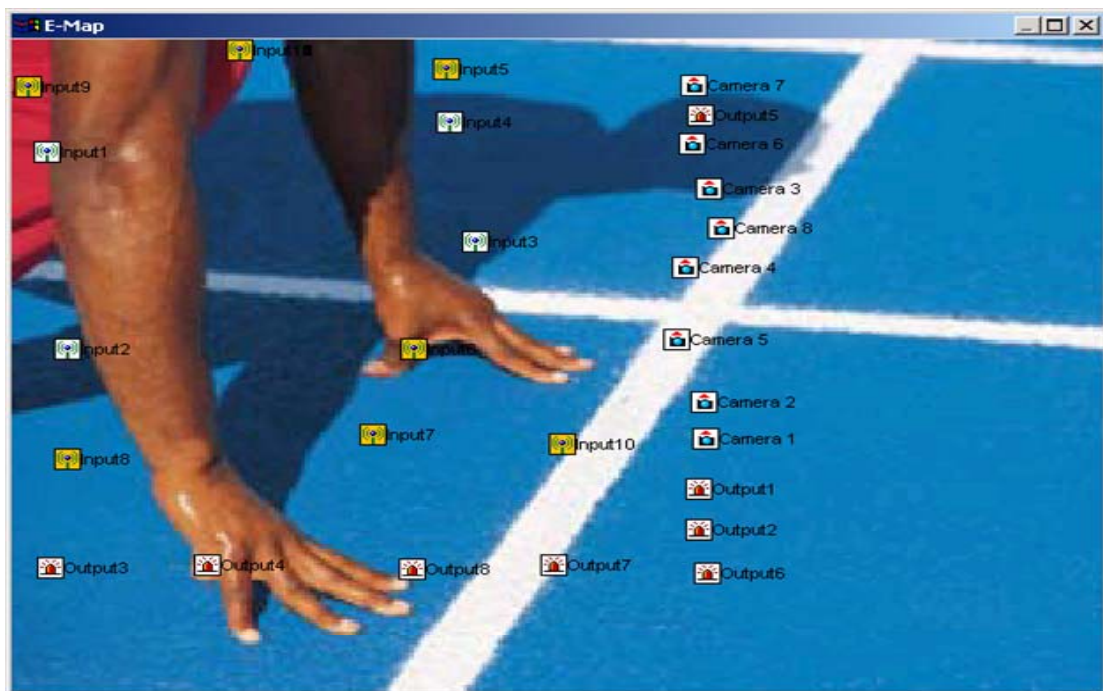 E-Map
Input5
Input9
Camera 7
Output5
Input4
Camera 6
Input1
Camera 3
Camera 8
Input3
Camera 4
Camera 5
Input2
Input6
Camera 2
Input7
Camera 1
Input10
Input8
Output1
Output2
Output4
Output7
Output3
Output8
Output6